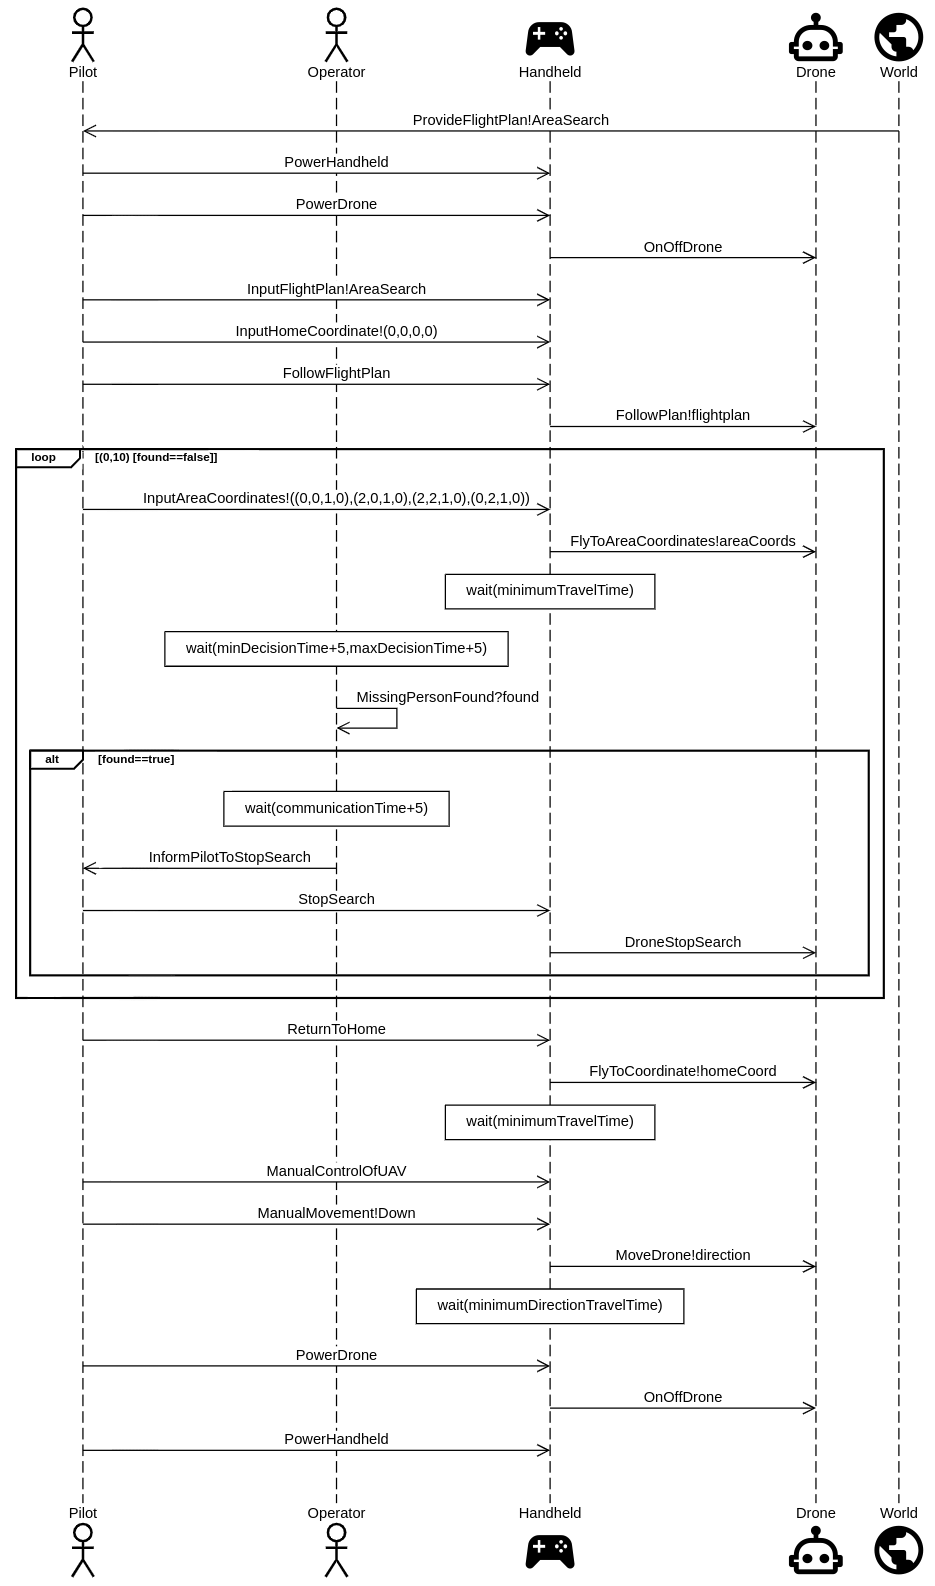 Pilot
Operator
Handheld
Drone
World
ProvideFlightPlan!AreaSearch
PowerHandheld
PowerDrone
OnOffDrone
InputFlightPlan!AreaSearch
InputHomeCoordinate!(0,0,0,0)
FollowFlightPlan
FollowPlan!flightplan
loop [(0,10) [found==false]]
InputAreaCoordinates!((0,0,1,0),(2,0,1,0),(2,2,1,0),(0,2,1,0))
FlyToAreaCoordinates!areaCoords
wait(minimumTravelTime)
wait(minDecisionTime+5,maxDecisionTime+5)
MissingPersonFound?found
alt [found==true]
wait(communicationTime+5)
InformPilotToStopSearch
StopSearch
DroneStopSearch
ReturnToHome
FlyToCoordinate!homeCoord
wait(minimumTravelTime)
ManualControlOfUAV
ManualMovement!Down
MoveDrone!direction
wait(minimumDirectionTravelTime)
PowerDrone
OnOffDrone
PowerHandheld
Pilot
Operator
Handheld
Drone
World